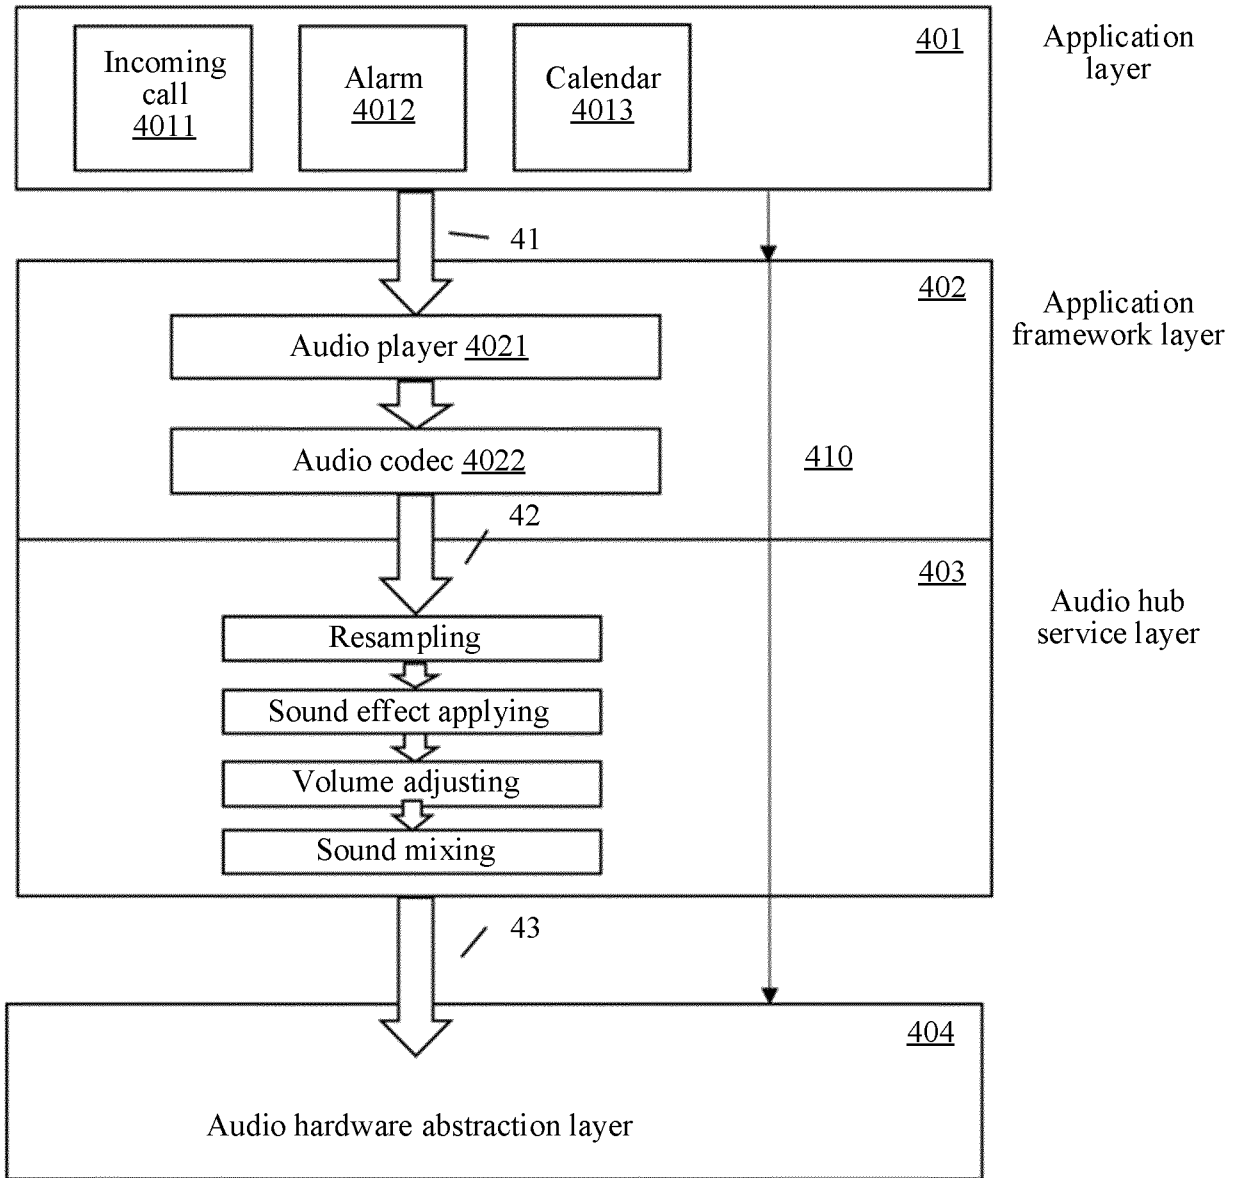 401
Application
layer
Incoming
call
4011
Alarm
4012
Calendar
4013
41
402
Application
framework layer
Audio player 4021
Audio codec 4022
410
42
403
Audio hub
service layer
Resampling
Sound effect applying
Volume adjusting
Sound mixing
43
404
Audio hardware abstraction layer